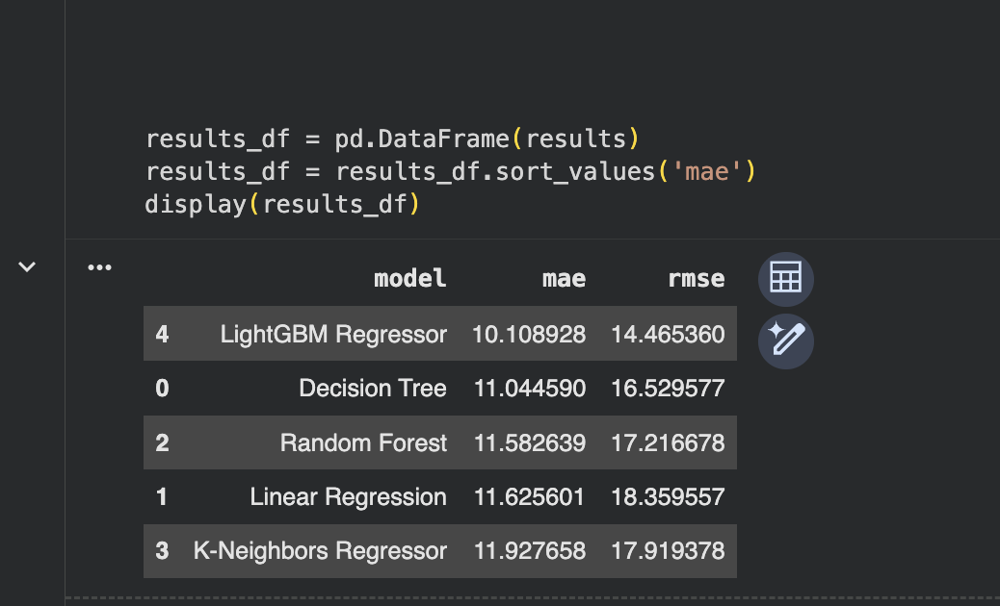 results_df = pd.DataFrame(results)
results_df = results_df.sort_values('mae')
display(results_df)
model mae rmse
4 LightGBM Regressor 10.108928 14.465360
0 Decision Tree 11.044590 16.529577
2 Random Forest 11.582639 17.216678
1 Linear Regression 11.625601 18.359557
3 K-Neighbors Regressor 11.927658 17.919378